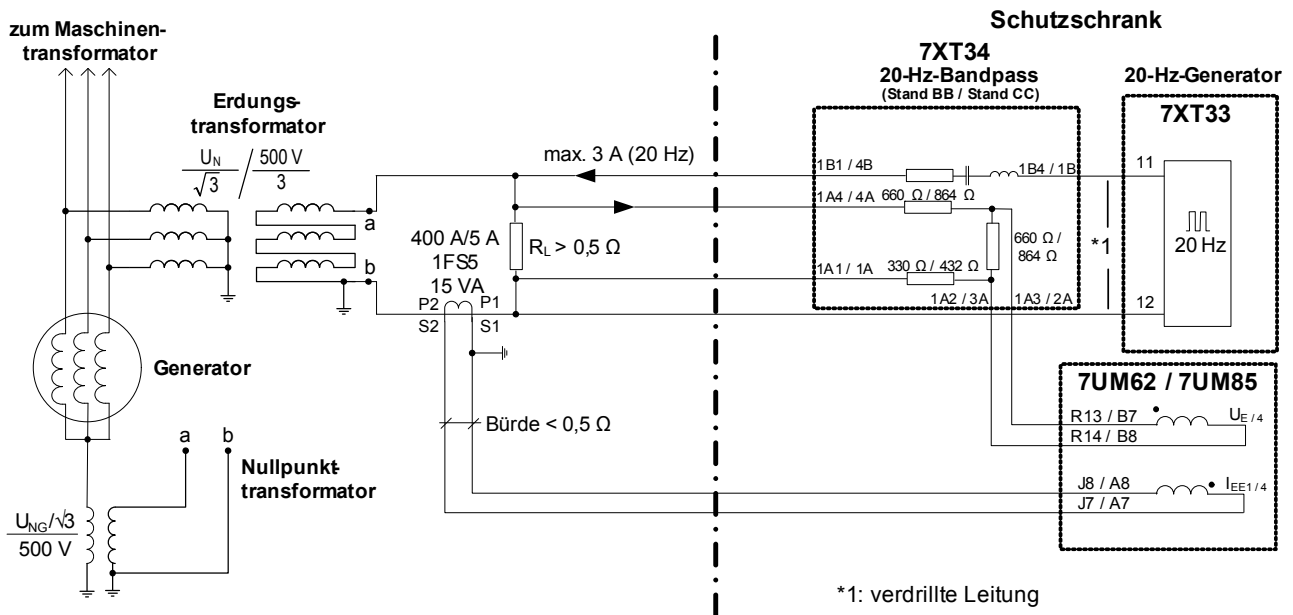 zum Maschinen-
transformator
Erdungs-
transformator
U_N
√3
/
500 V
3
a
b
Generator
a
b
Nullpunkt-
transformator
U_NG/√3
500 V
max. 3 A (20 Hz)
400 A/5 A
1FS5
15 VA
P2
P1
S2
S1
R_L > 0,5 Ω
Bürde < 0,5 Ω
Schutzschrank
7XT34
20-Hz-Bandpass
(Stand BB / Stand CC)
1B1 / 4B
1B4 / 1B
1A4 / 4A
660 Ω / 864 Ω
660 Ω /
864 Ω
1A1 / 1A
330 Ω / 432 Ω
1A2 / 3A
1A3 / 2A
*1
20-Hz-Generator
7XT33
11
20 Hz
12
7UM62 / 7UM85
R13 / B7
U_E / 4
R14 / B8
J8 / A8
I_EE1 / 4
J7 / A7
*1: verdrillte Leitung